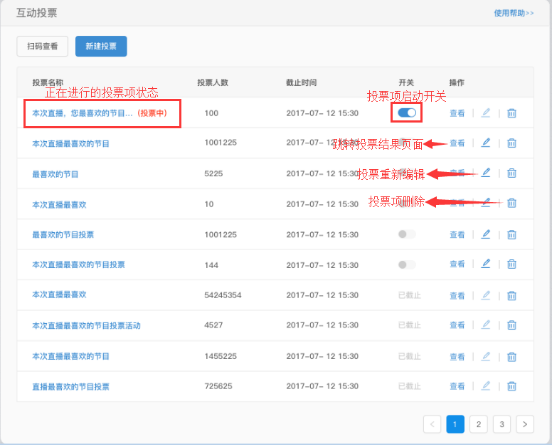 互动投票 使用帮助>>
扫码查看 新建投票
投票名称 投票人数 截止时间 开关 操作
正在进行的投票项状态 投票项启动开关
本次直播，您最喜欢的节目... （投票中） 100 2017-07- 12 15:30 查看
本次直播最喜欢的节目 1001225 2017-07- 12 15:30 查看
跳转投票结果页面
最喜欢的节目 5225 2017-07- 12 15:30 查看
投票重新编辑
本次直播最喜欢 10 2017-07- 12 15:30 查看
投票项删除
最喜欢的节目投票 1001225 2017-07- 12 15:30 查看
本次直播最喜欢的节目投票 144 2017-07- 12 15:30 查看
本次直播最喜欢 54245354 2017-07- 12 15:30 已截止 查看
本次直播最喜欢的节目投票活动 4527 2017-07- 12 15:30 已截止 查看
本次直播最喜欢的节目 1455225 2017-07- 12 15:30 已截止 查看
直播最喜欢的节目投票 725625 2017-07- 12 15:30 已截止 查看
< 1 2 3 >